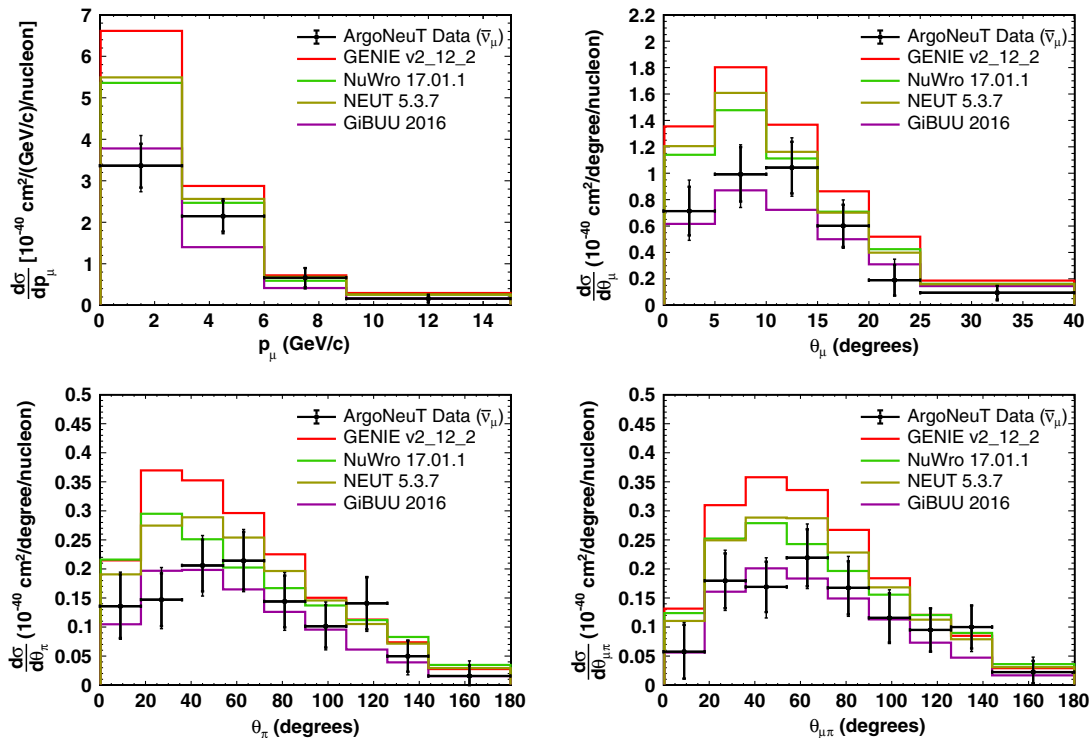 dσ/dp_μ [10^-40 cm²/(GeV/c)/nucleon]
7
6
5
4
3
2
1
0
ArgoNeuT Data (ν̅_μ)
GENIE v2_12_2
NuWro 17.01.1
NEUT 5.3.7
GiBUU 2016
0 2 4 6 8 10 12 14
p_μ (GeV/c)
dσ/dθ_μ (10^-40 cm²/degree/nucleon)
2.2
2
1.8
1.6
1.4
1.2
1
0.8
0.6
0.4
0.2
0
ArgoNeuT Data (ν̅_μ)
GENIE v2_12_2
NuWro 17.01.1
NEUT 5.3.7
GiBUU 2016
0 5 10 15 20 25 30 35 40
θ_μ (degrees)
dσ/dθ_π (10^-40 cm²/degree/nucleon)
0.5
0.45
0.4
0.35
0.3
0.25
0.2
0.15
0.1
0.05
0
ArgoNeuT Data (ν̅_μ)
GENIE v2_12_2
NuWro 17.01.1
NEUT 5.3.7
GiBUU 2016
0 20 40 60 80 100 120 140 160 180
θ_π (degrees)
dσ/dθ_μπ (10^-40 cm²/degree/nucleon)
0.5
0.45
0.4
0.35
0.3
0.25
0.2
0.15
0.1
0.05
0
ArgoNeuT Data (ν̅_μ)
GENIE v2_12_2
NuWro 17.01.1
NEUT 5.3.7
GiBUU 2016
0 20 40 60 80 100 120 140 160 180
θ_μπ (degrees)